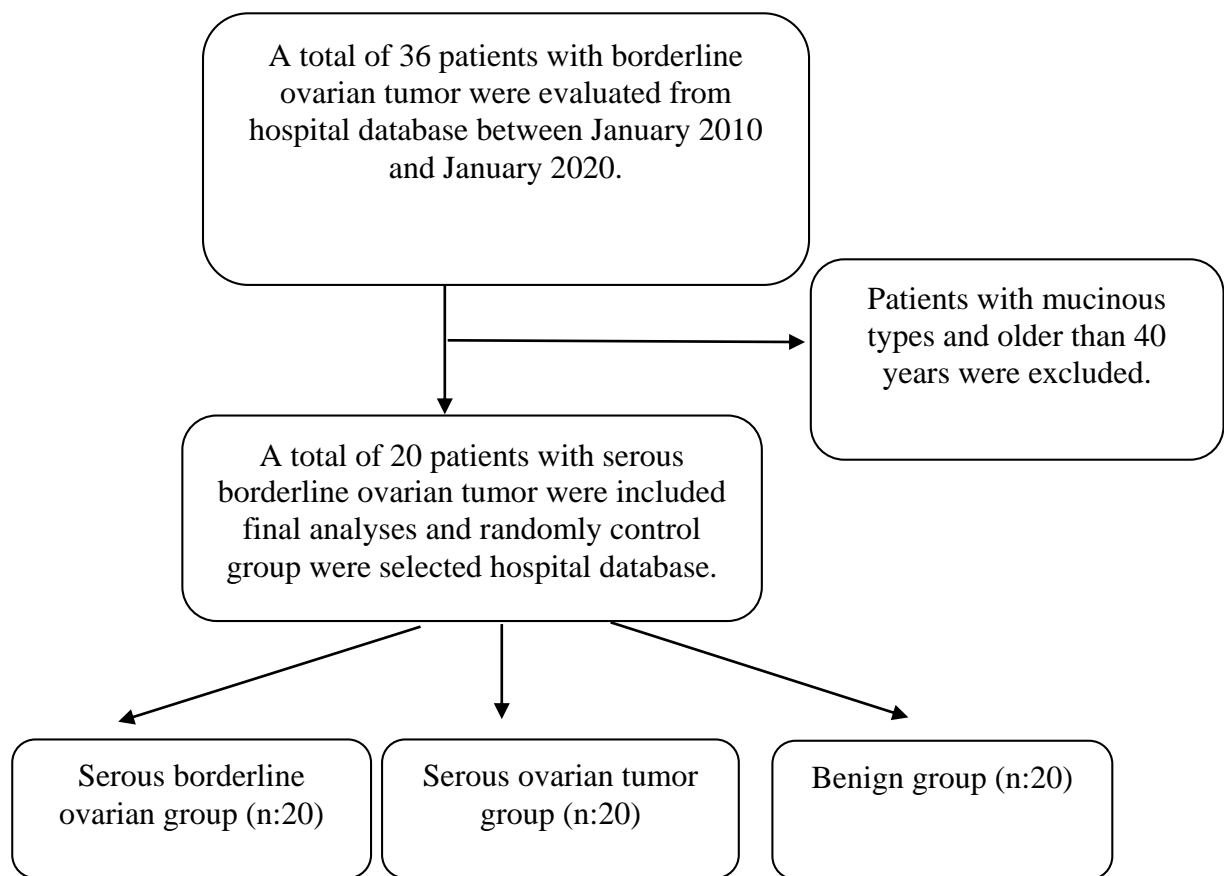 A total of 36 patients with borderline
ovarian tumor were evaluated from
hospital database between January 2010
and January 2020.
Patients with mucinous
types and older than 40
years were excluded.
A total of 20 patients with serous
borderline ovarian tumor were included
final analyses and randomly control
group were selected hospital database.
Serous borderline
ovarian group (n:20)
Serous ovarian tumor
group (n:20)
Benign group (n:20)